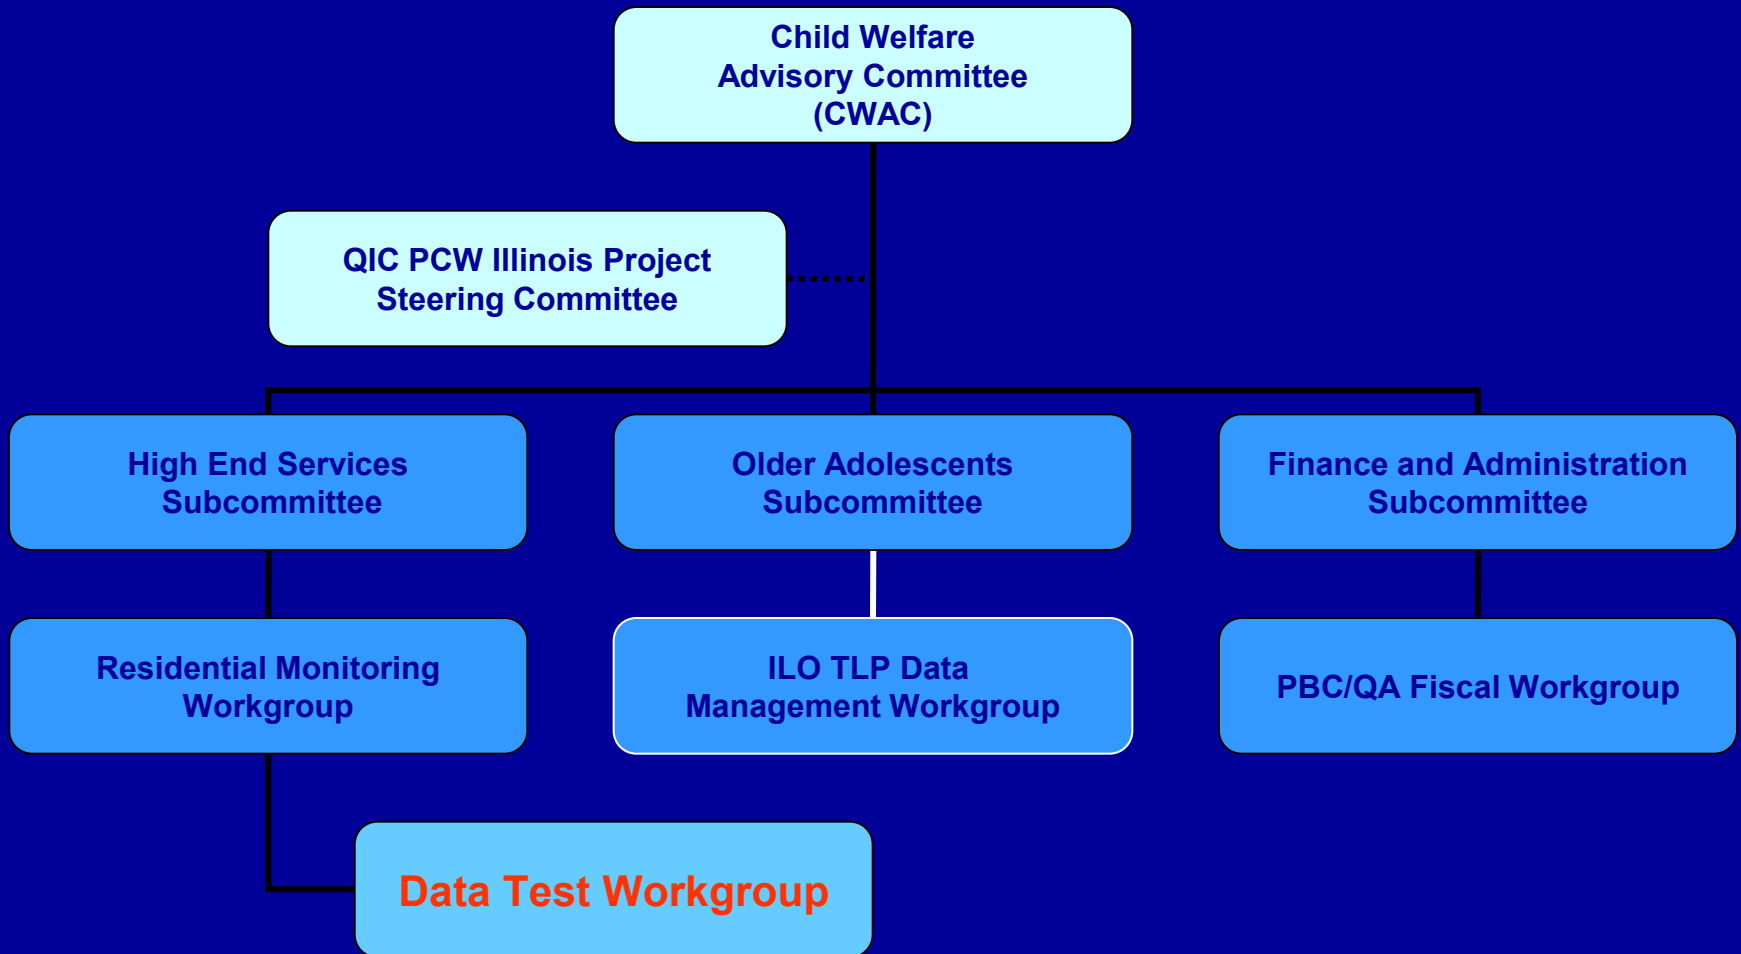 Child Welfare
Advisory Committee
(CWAC)
QIC PCW Illinois Project
Steering Committee
High End Services
Subcommittee
Older Adolescents
Subcommittee
Finance and Administration
Subcommittee
Residential Monitoring
Workgroup
ILO TLP Data
Management Workgroup
PBC/QA Fiscal Workgroup
Data Test Workgroup